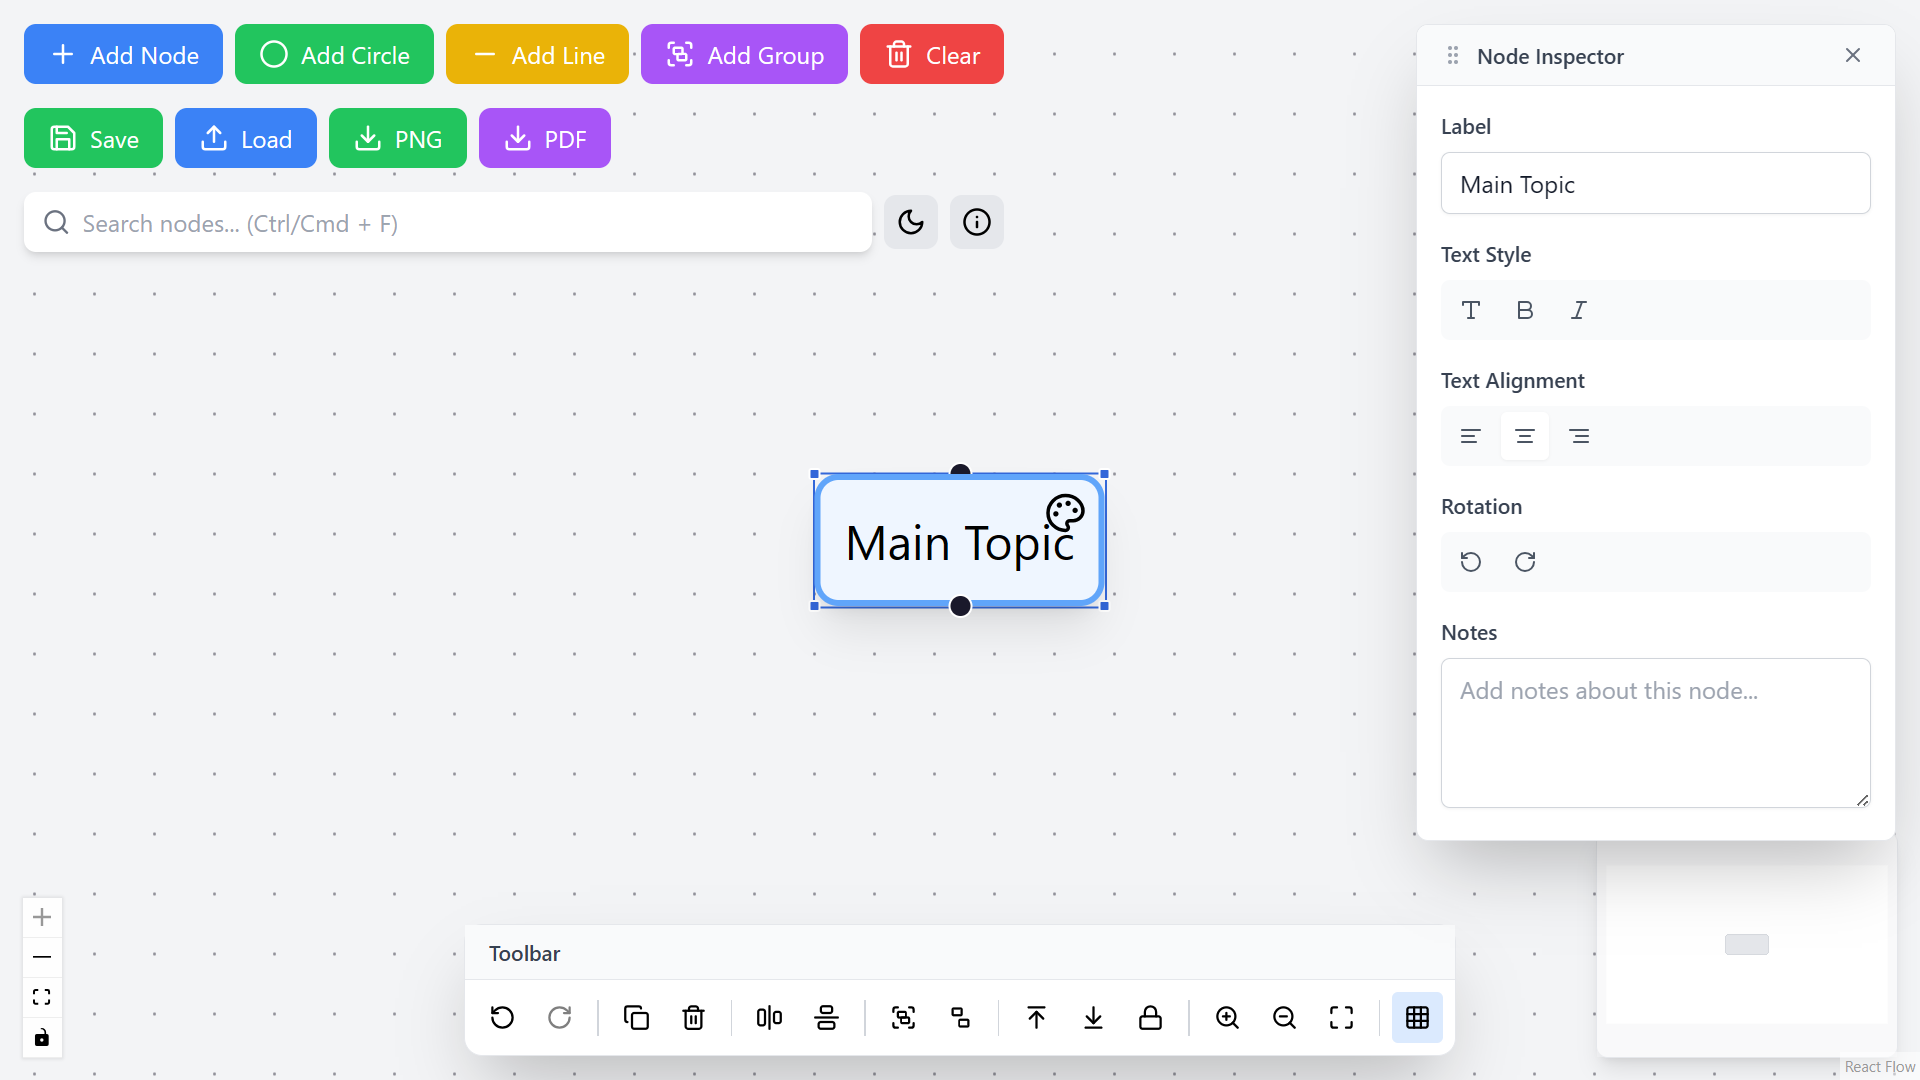 Add Node
Add Circle
Add Line
Add Group
Clear
Save
Load
PNG
PDF
Search nodes... (Ctrl/Cmd + F)
Main Topic
Node Inspector
Label
Main Topic
Text Style
Text Alignment
Rotation
Notes
Add notes about this node...
Toolbar
React Flow